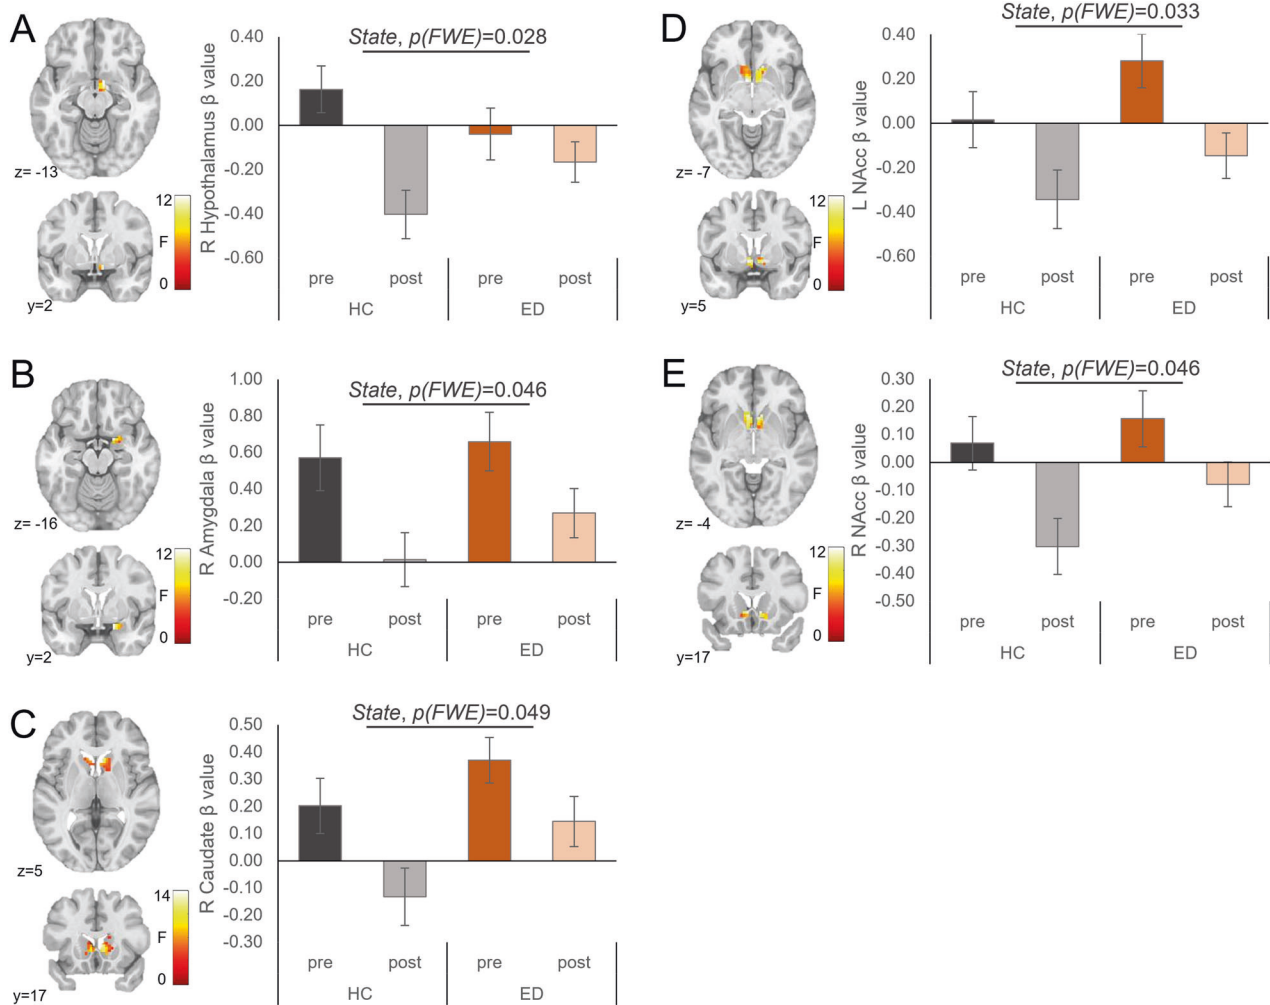 A
State, p(FWE)=0.028
R Hypothalamus β value
0.40
0.20
0.00
-0.20
-0.40
-0.60
z= -13
12
F
0
y=2
pre post pre post
HC ED
B
State, p(FWE)=0.046
R Amygdala β value
1.00
0.80
0.60
0.40
0.20
0.00
-0.20
z= -16
12
F
0
y=2
pre post pre post
HC ED
C
State, p(FWE)=0.049
R Caudate β value
0.50
0.40
0.30
0.20
0.10
0.00
-0.10
-0.20
-0.30
z=5
14
F
0
y=17
pre post pre post
HC ED
D
State, p(FWE)=0.033
L NAcc β value
0.40
0.20
0.00
-0.20
-0.40
-0.60
z= -7
12
F
0
y=5
pre post pre post
HC ED
E
State, p(FWE)=0.046
R NAcc β value
0.30
0.20
0.10
0.00
-0.10
-0.20
-0.30
-0.40
-0.50
z= -4
12
F
0
y=17
pre post pre post
HC ED